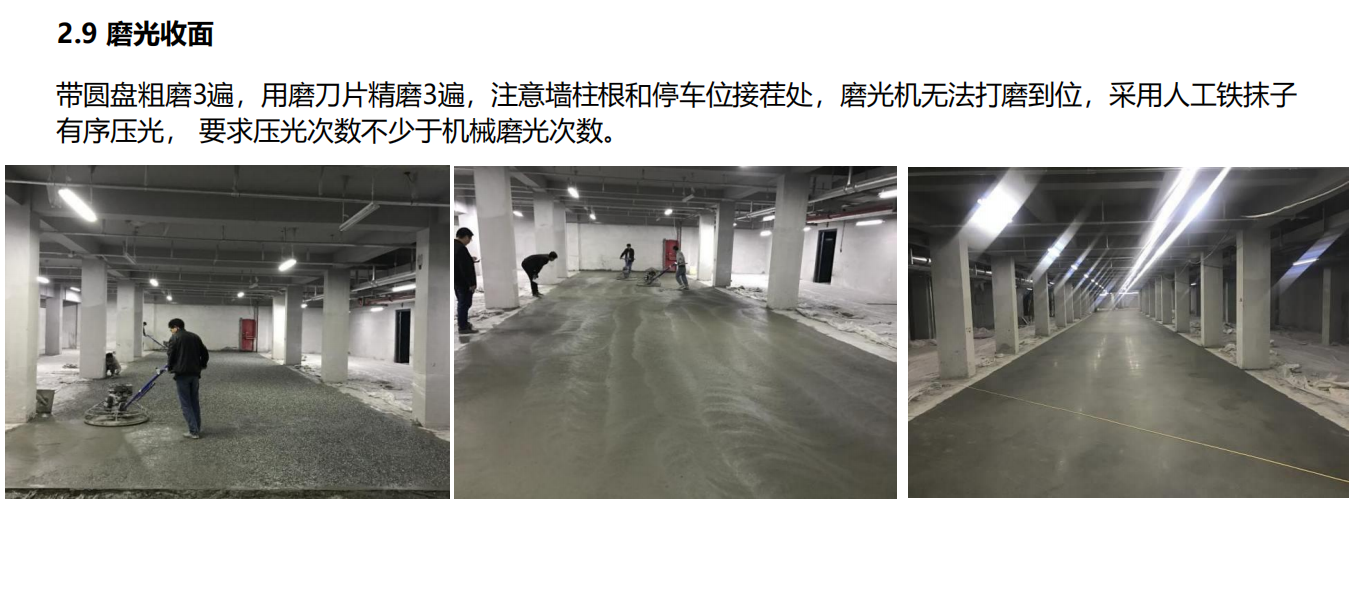 2.9 磨光收面
带圆盘粗磨3遍，用磨刀片精磨3遍，注意墙柱根和停车位接茬处，磨光机无法打磨到位，采用人工铁抹子
有序压光， 要求压光次数不少于机械磨光次数。